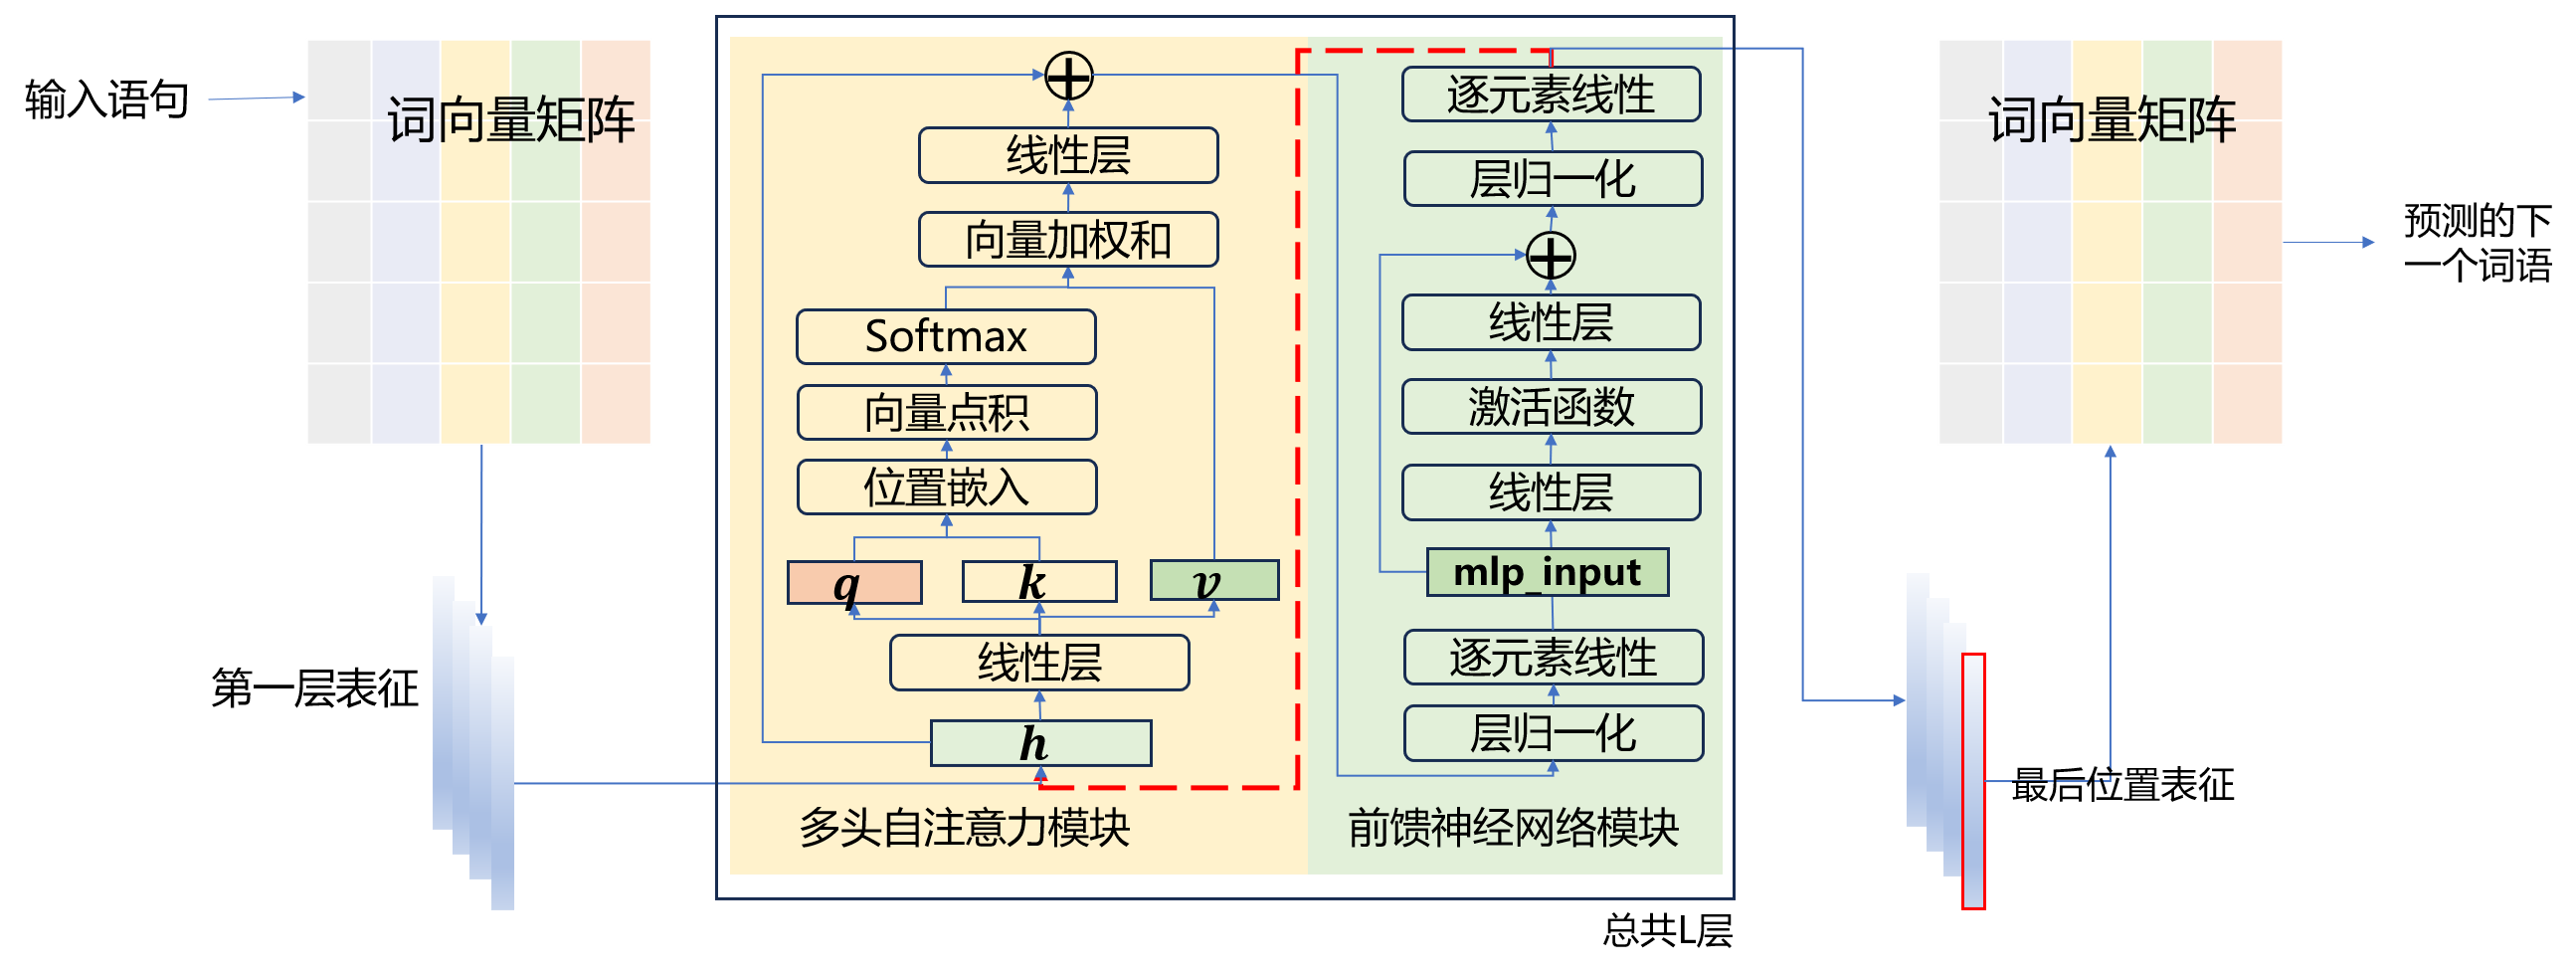 输入语句
词向量矩阵
第一层表征
线性层
向量加权和
Softmax
向量点积
位置嵌入
q
k
v
线性层
h
多头自注意力模块
逐元素线性
层归一化
线性层
激活函数
线性层
mlp_input
逐元素线性
层归一化
前馈神经网络模块
总共L层
词向量矩阵
预测的下
一个词语
最后位置表征